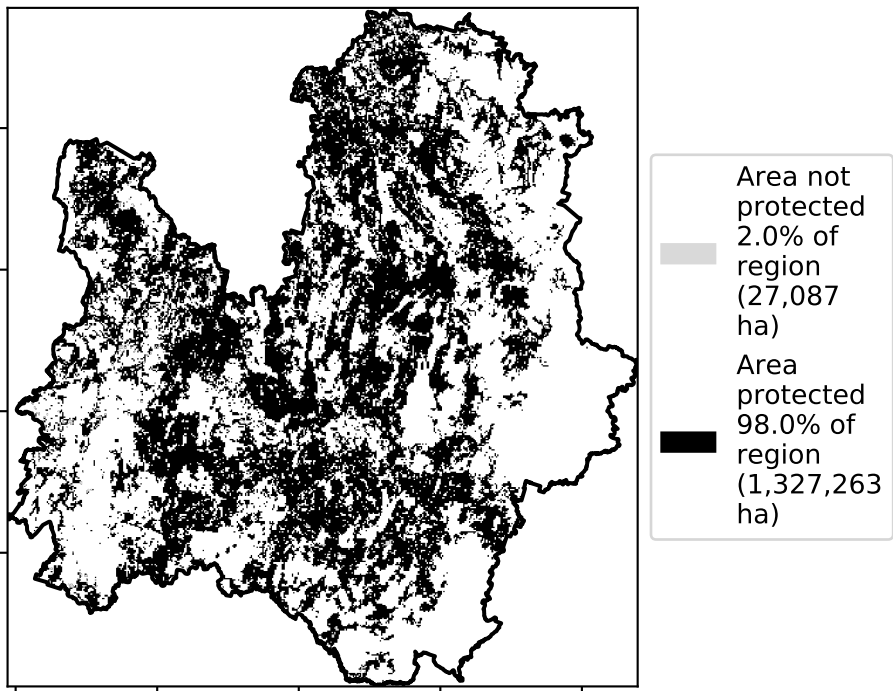 Area not
protected
2.0% of
region
(27,087
ha)
Area
protected
98.0% of
region
(1,327,263
ha)